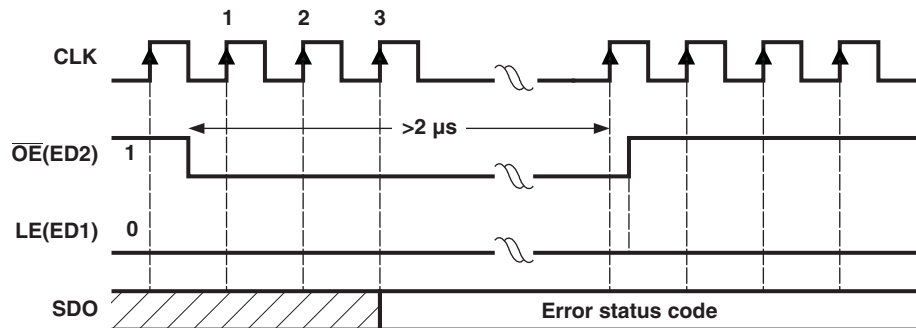 1 2 3
CLK
>2 µs
OE(ED2) 1
LE(ED1) 0
SDO Error status code